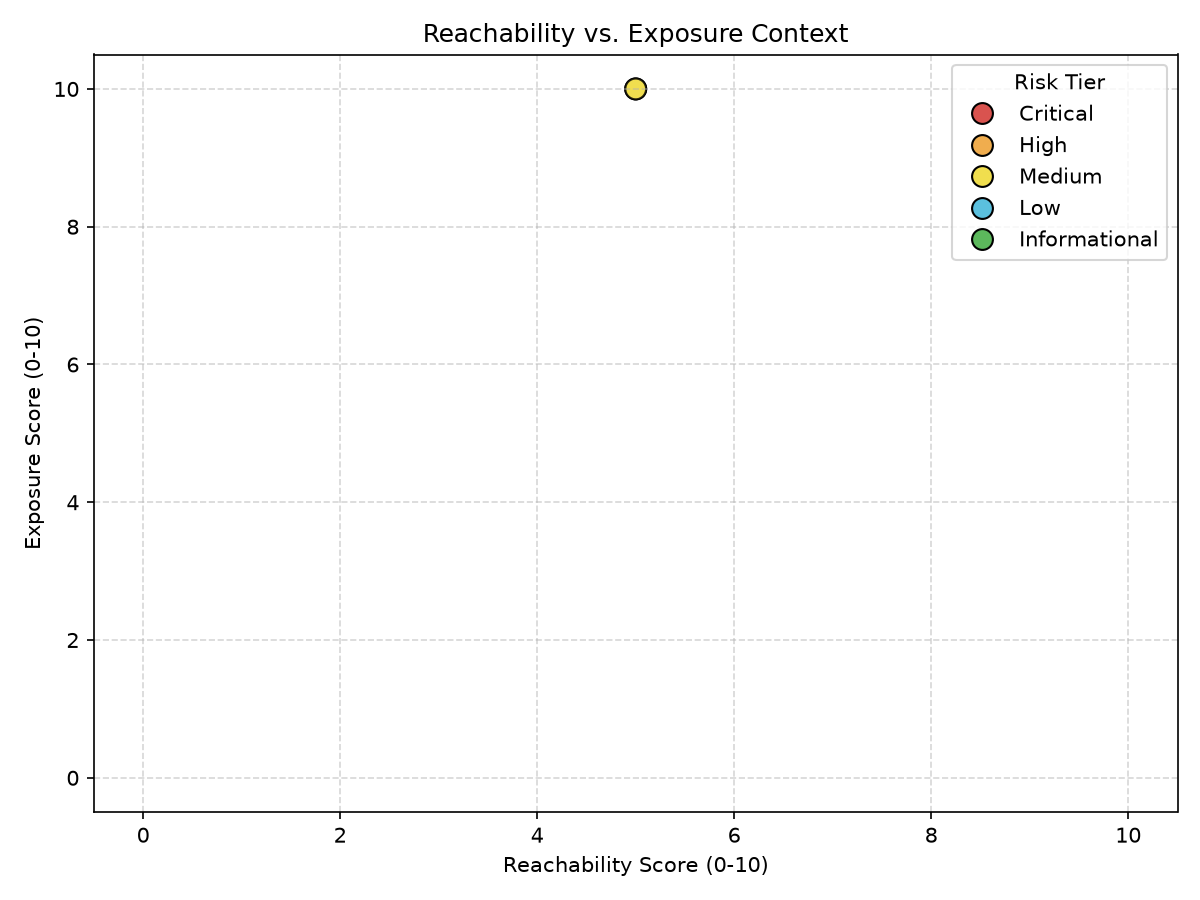 Reachability vs. Exposure Context
Risk Tier
Critical
High
Medium
Low
Informational
Exposure Score (0-10)
10
8
6
4
2
0
0 2 4 6 8 10
Reachability Score (0-10)